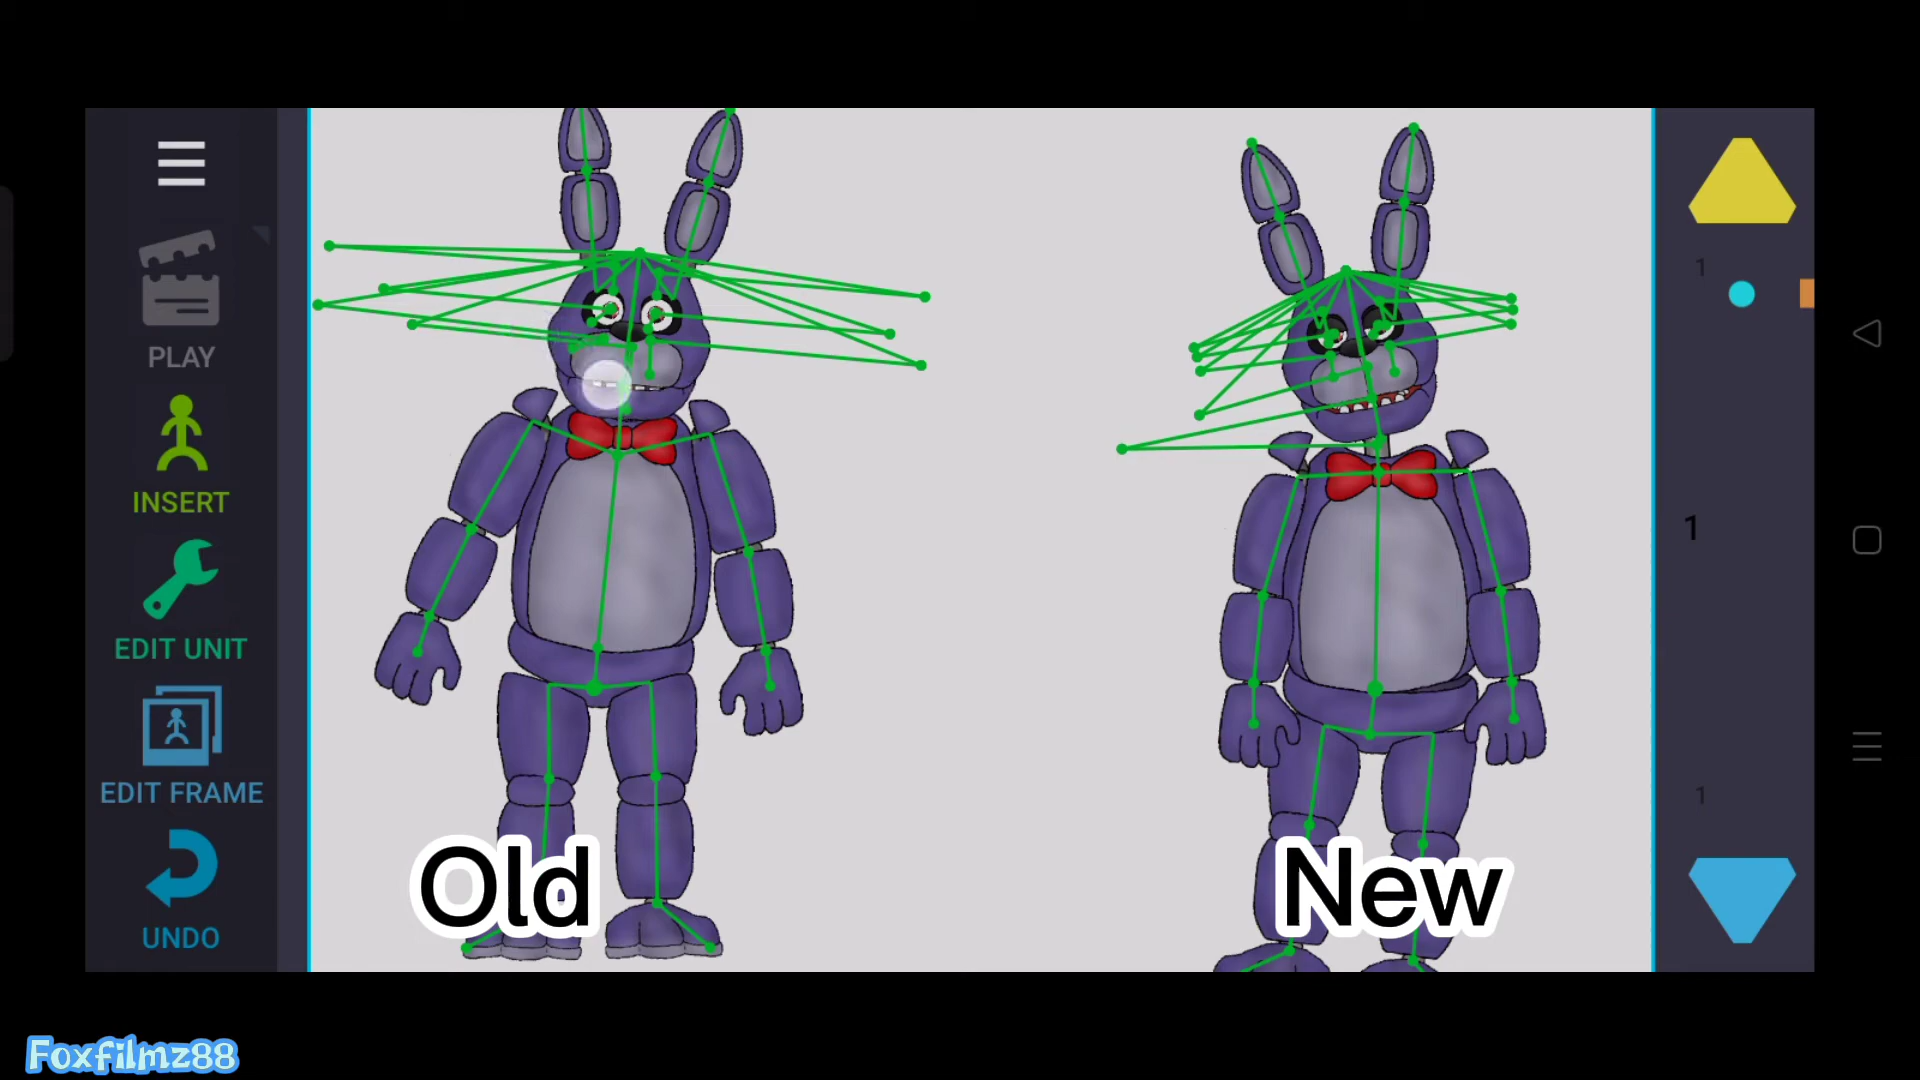 PLAY
INSERT
EDIT UNIT
EDIT FRAME
UNDO
1
1
1
Old
New
Foxfilmz88